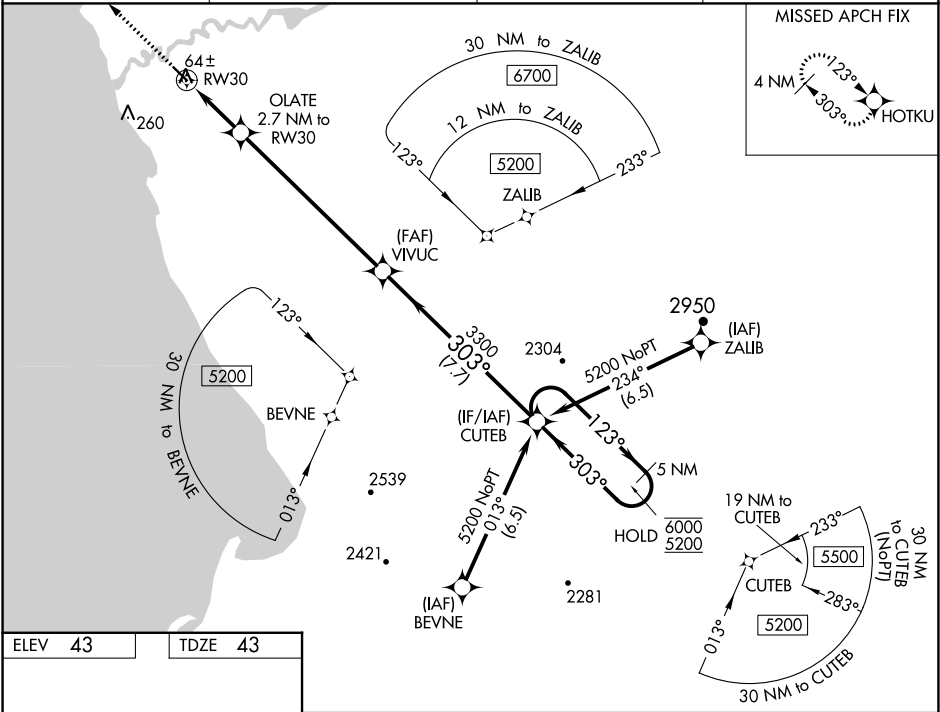 MISSED APCH FIX
4 NM
123°
303°
HOTKU
30 NM to ZALIB
6700
12 NM to ZALIB
5200
123°
233°
ZALIB
64±
RW30
260
OLATE
2.7 NM to
RW30
(FAF)
VIVUC
123°
30 NM to BEVNE
5200
BEVNE
013°
3300
303°
(7.7)
2304
2950
(IAF)
ZALIB
5200 NoPT
234°
(6.5)
(IF/IAF)
CUTEB
123°
303°
5 NM
HOLD
6000
5200
2539
2421
5200 NoPT
013°
(6.5)
(IAF)
BEVNE
2281
19 NM to
CUTEB
233°
30 NM
to CUTEB
(NoPT)
5500
CUTEB
283°
5200
013°
30 NM to CUTEB
ELEV 43
TDZE 43